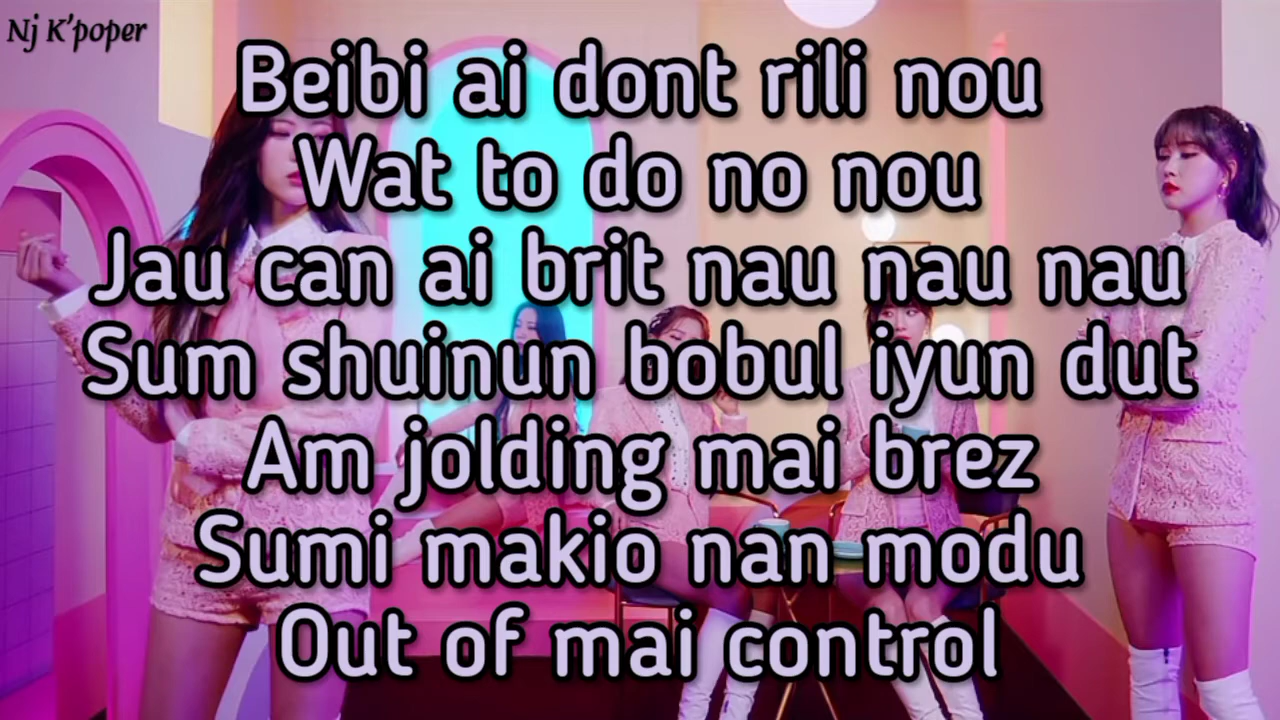 Nj K'poper
Beibi ai dont rili nou
Wat to do no nou
Jau can ai brit nau nau nau
Sum shuinun bobul iyun dut
Am jolding mai brez
Sumi makio nan modu
Out of mai control